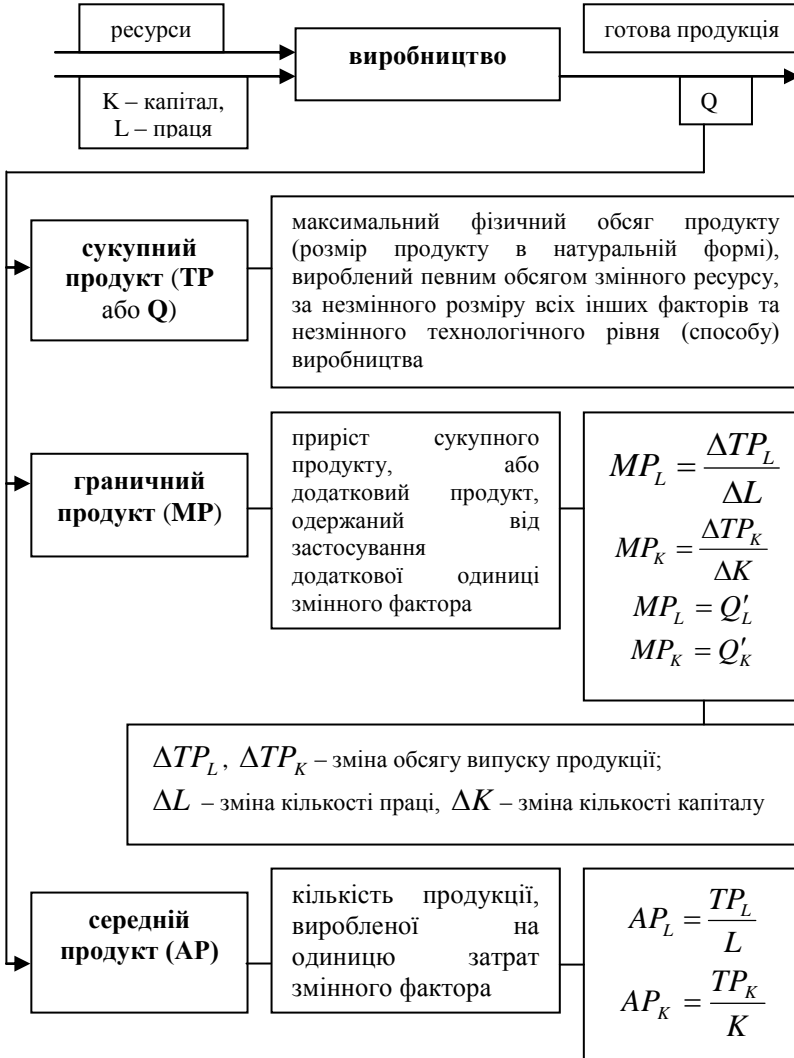 ресурси
готова продукція
виробництво
K – капітал,
L – праця
Q
сукупний
продукт (TP
або Q)
максимальний фізичний обсяг продукту
(розмір продукту в натуральній формі),
вироблений певним обсягом змінного ресурсу,
за незмінного розміру всіх інших факторів та
незмінного технологічного рівня (способу)
виробництва
граничний
продукт (MP)
приріст сукупного
продукту, або
додатковий продукт,
одержаний від
застосування
додаткової одиниці
змінного фактора
MP_L = ΔTP_L / ΔL
MP_K = ΔTP_K / ΔK
MP_L = Q′_L
MP_K = Q′_K
ΔTP_L, ΔTP_K – зміна обсягу випуску продукції;
ΔL – зміна кількості праці, ΔK – зміна кількості капіталу
середній
продукт (AP)
кількість продукції,
виробленої на
одиницю затрат
змінного фактора
AP_L = TP_L / L
AP_K = TP_K / K